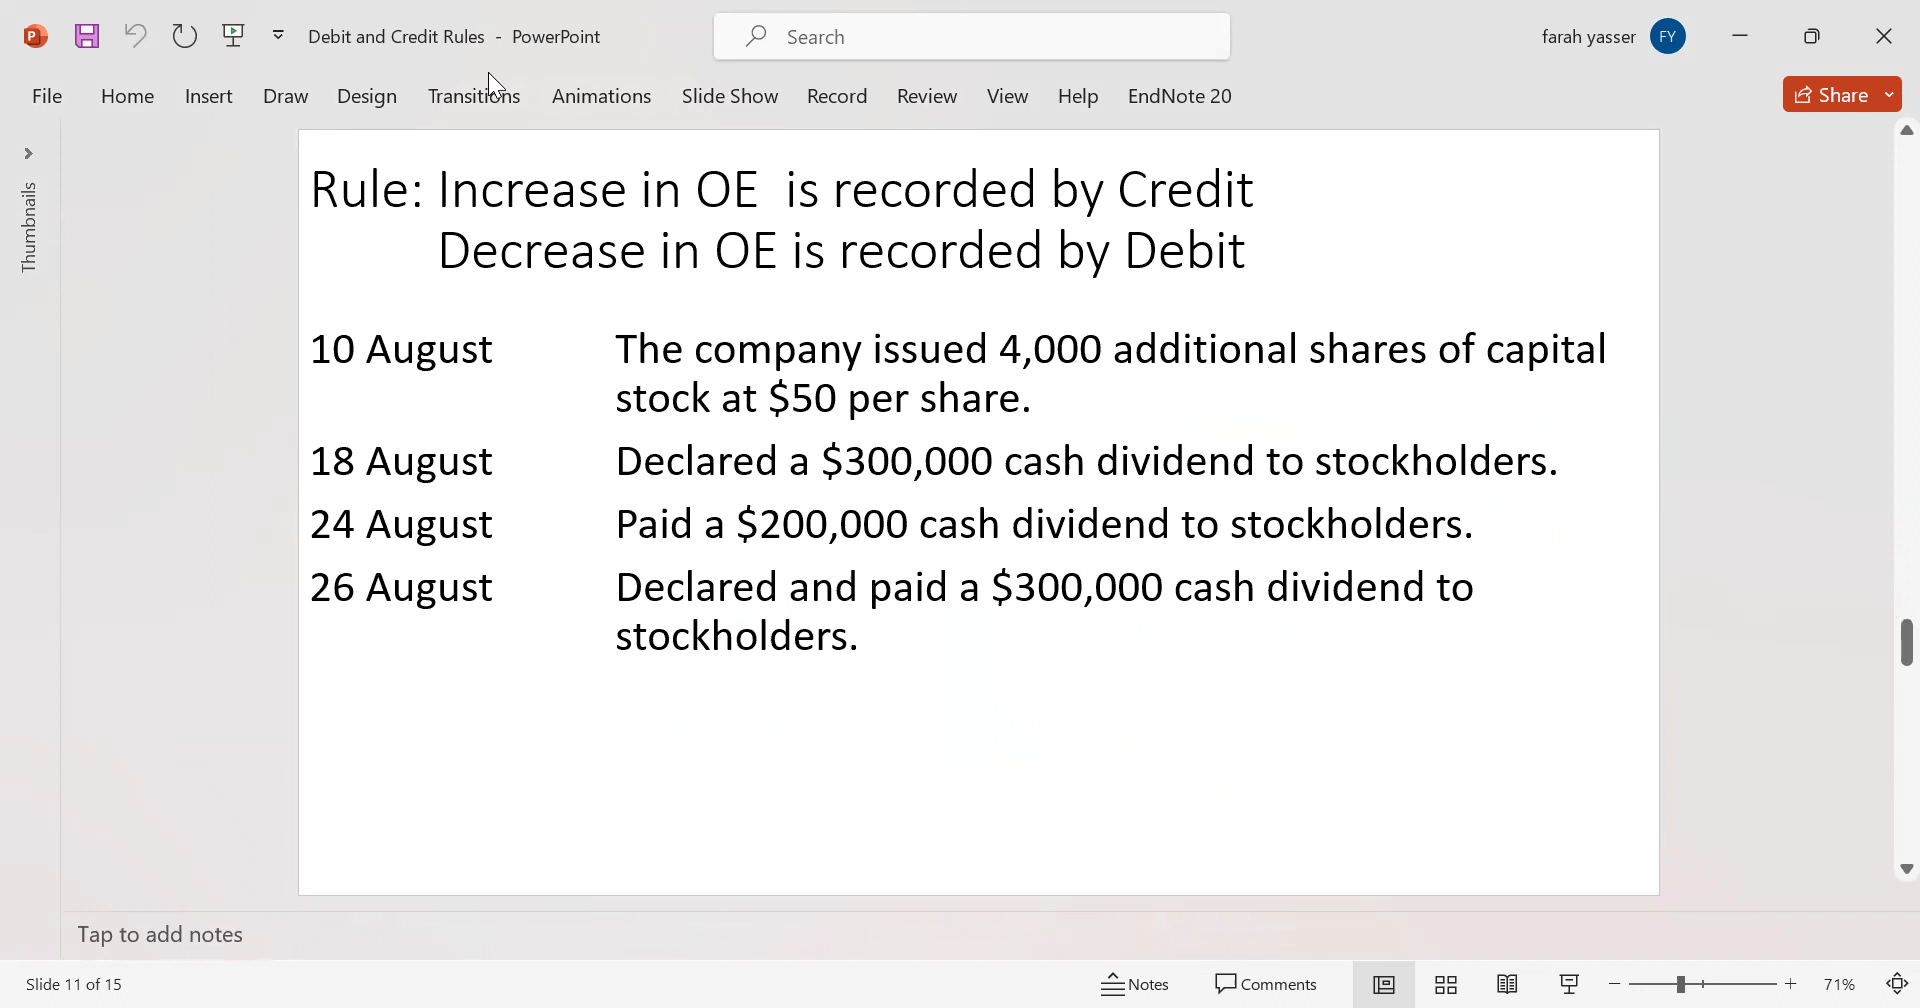 Debit and Credit Rules - PowerPoint
Search
farah yasser
FY
File Home Insert Draw Design Transitions Animations Slide Show Record Review View Help EndNote 20
Share
Thumbnails
Rule: Increase in OE is recorded by Credit
Decrease in OE is recorded by Debit
10 August The company issued 4,000 additional shares of capital
stock at $50 per share.
18 August Declared a $300,000 cash dividend to stockholders.
24 August Paid a $200,000 cash dividend to stockholders.
26 August Declared and paid a $300,000 cash dividend to
stockholders.
Tap to add notes
Slide 11 of 15
Notes
Comments
71%